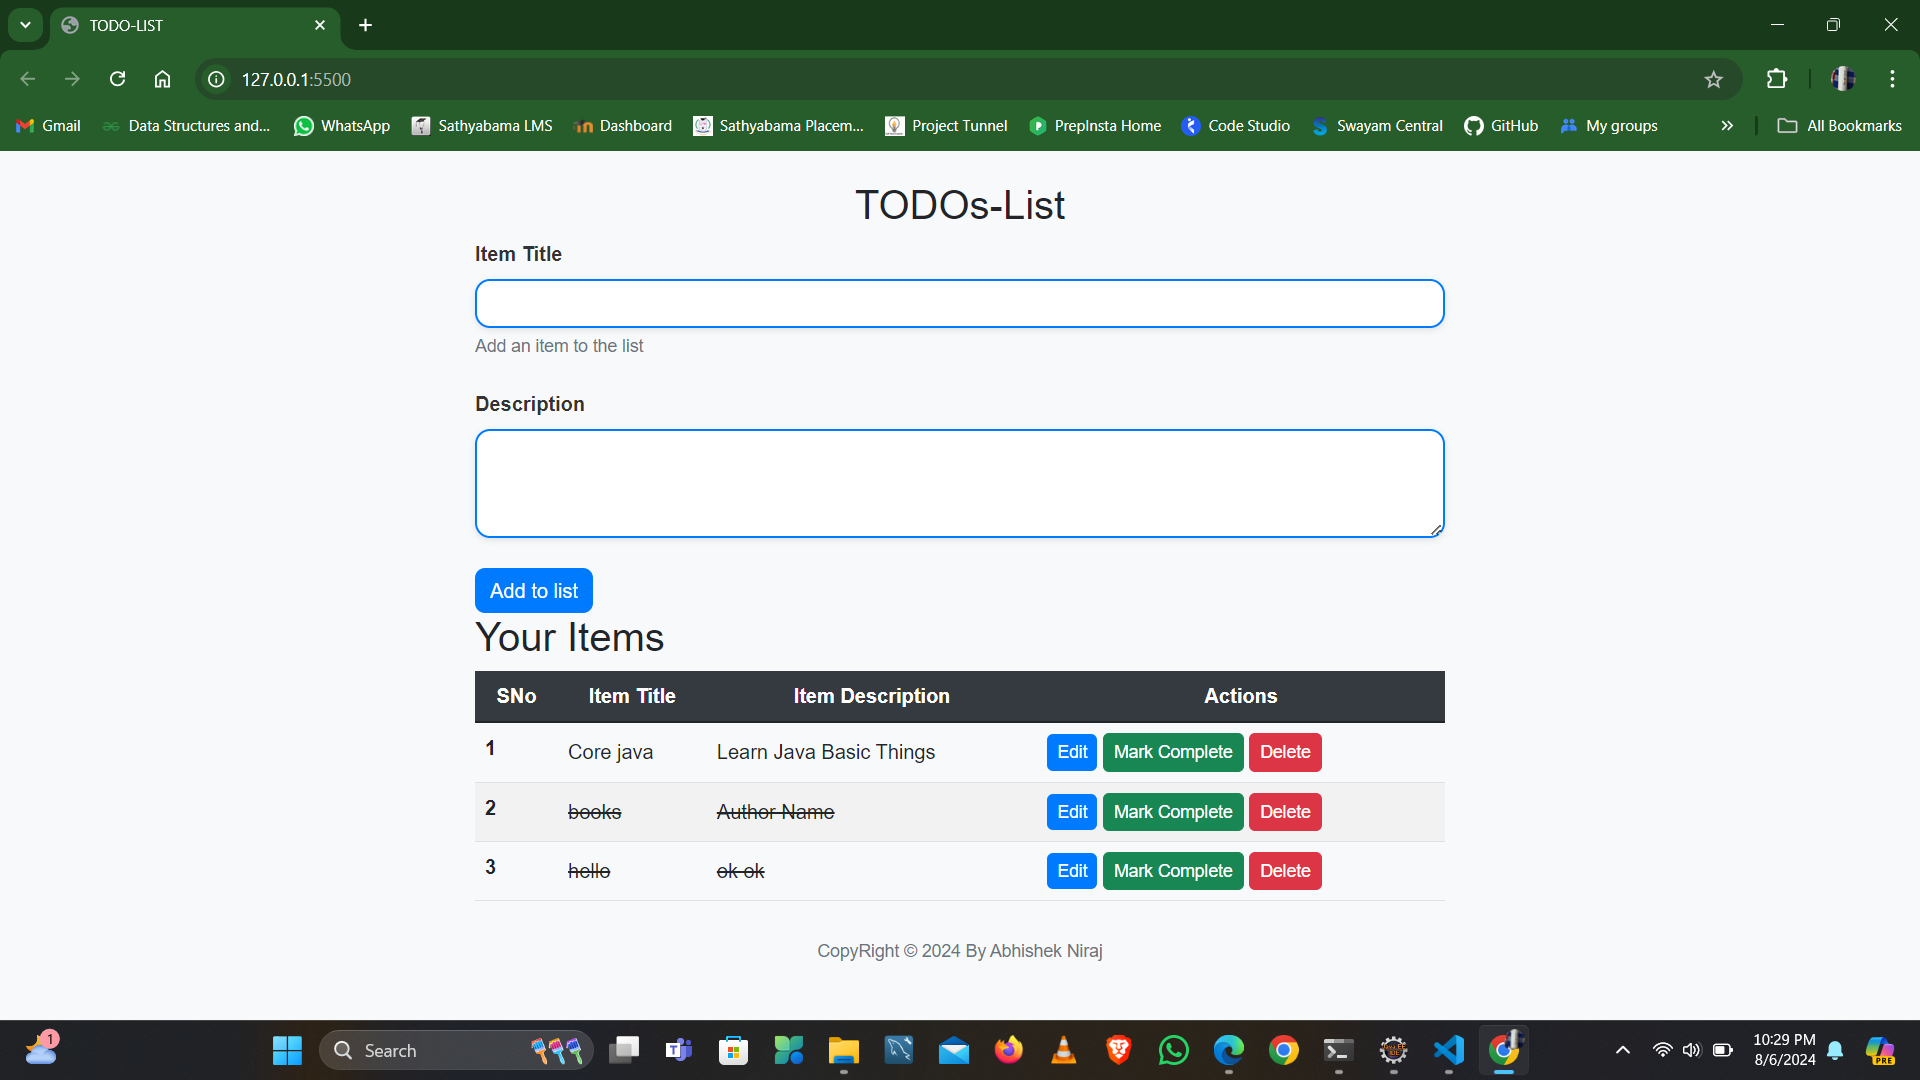 TODO-LIST
127.0.0.1:5500
Gmail Data Structures and... WhatsApp Sathyabama LMS Dashboard Sathyabama Placem... Project Tunnel PrepInsta Home Code Studio Swayam Central GitHub My groups All Bookmarks
TODOs-List
Item Title
Add an item to the list
Description
Add to list
Your Items
SNo Item Title Item Description Actions
1 Core java Learn Java Basic Things Edit Mark Complete Delete
2 books Author Name Edit Mark Complete Delete
3 hello ok ok Edit Mark Complete Delete
CopyRight © 2024 By Abhishek Niraj
1 Search 10:29 PM
8/6/2024 PRE